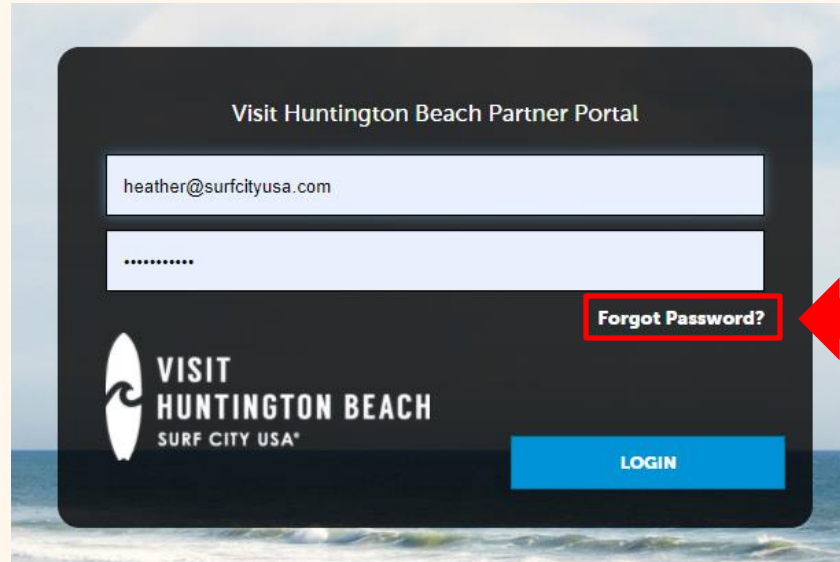 Visit Huntington Beach Partner Portal
heather@surfcityusa.com
•••••••••••
Forgot Password?
VISIT
HUNTINGTON BEACH
SURF CITY USA®
LOGIN